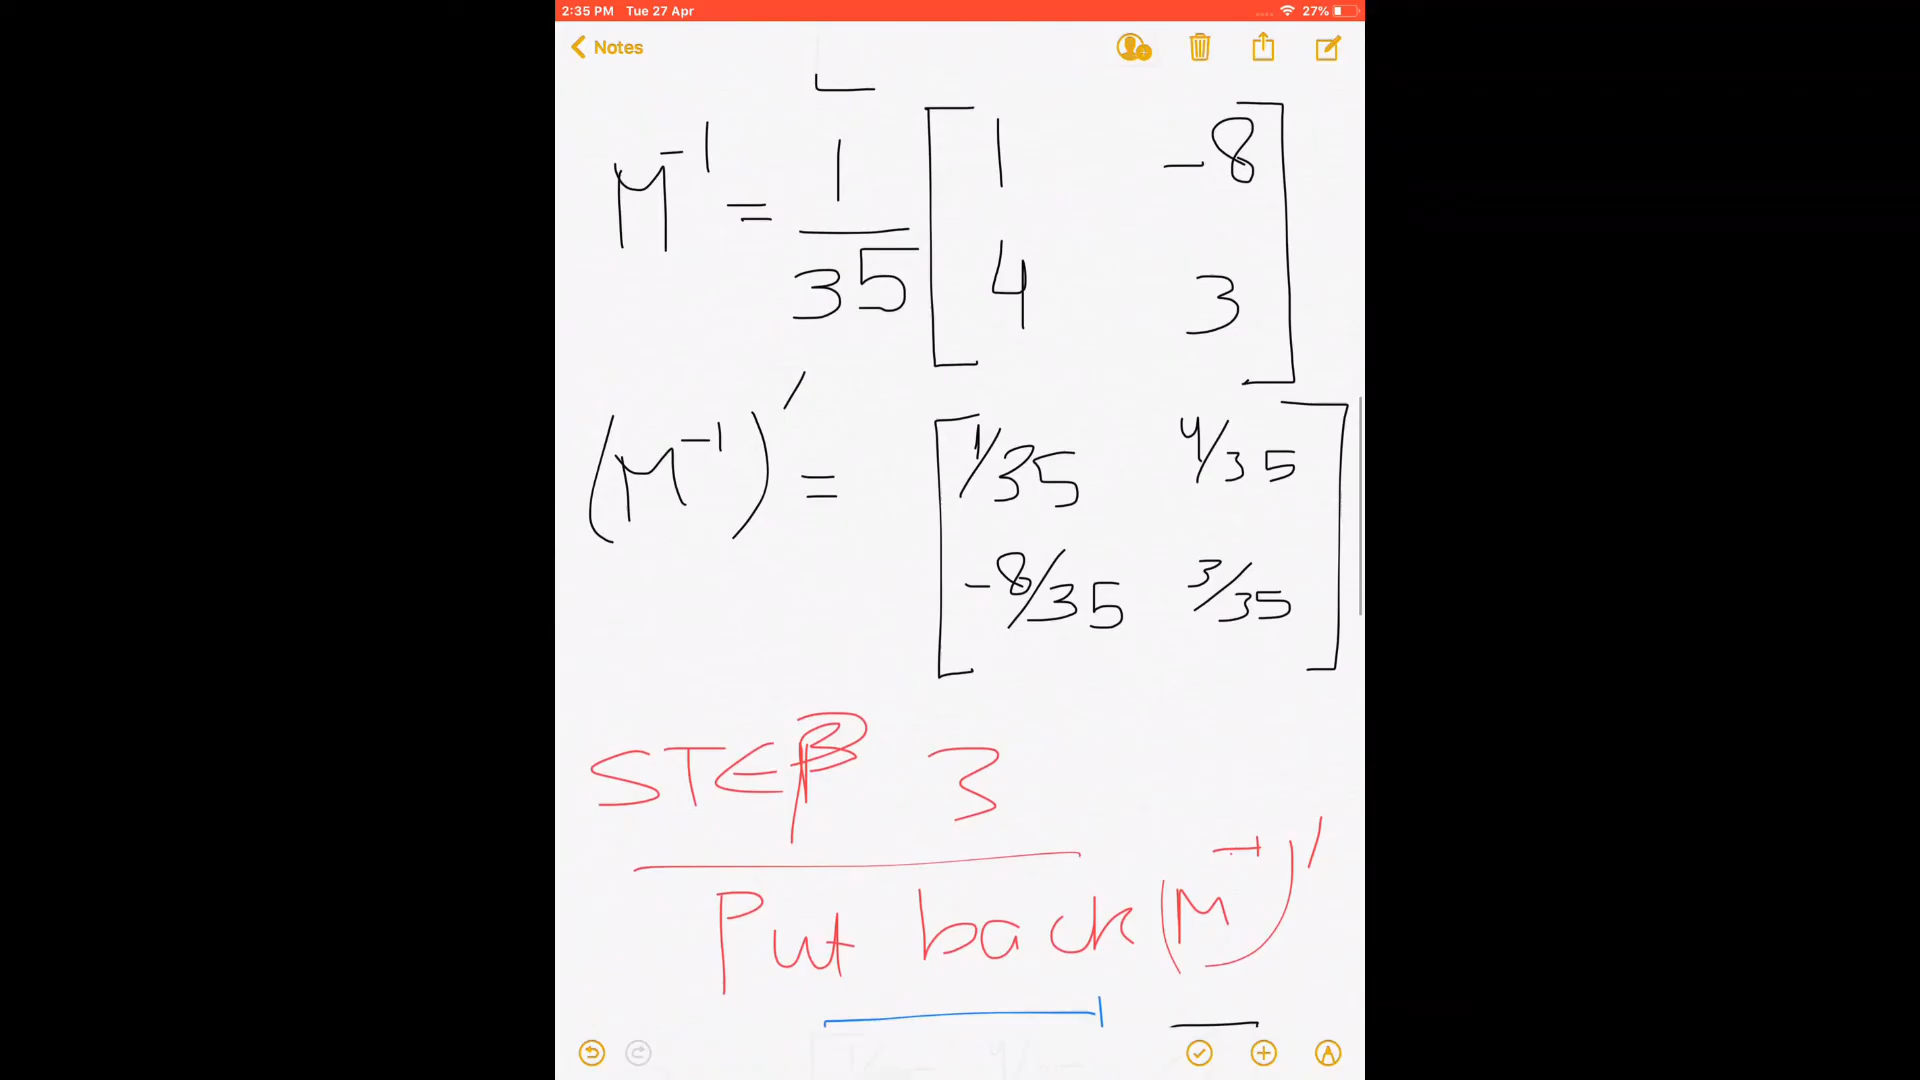 2:35 PM Tue 27 Apr 27%
Notes
M⁻¹ = 1/35 [1 -8
4 3]
(M⁻¹)′ = [1/35 4/35
-8/35 3/35]
STEP 3
Put back (M⁻¹)′